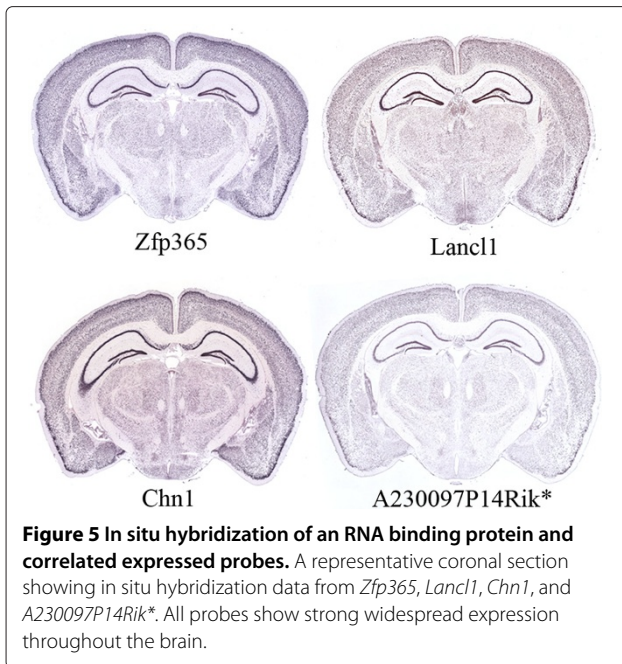 Zfp365
Lancl1
Chn1
A230097P14Rik*
Figure 5 In situ hybridization of an RNA binding protein and
correlated expressed probes. A representative coronal section
showing in situ hybridization data from Zfp365, Lancl1, Chn1, and
A230097P14Rik*. All probes show strong widespread expression
throughout the brain.